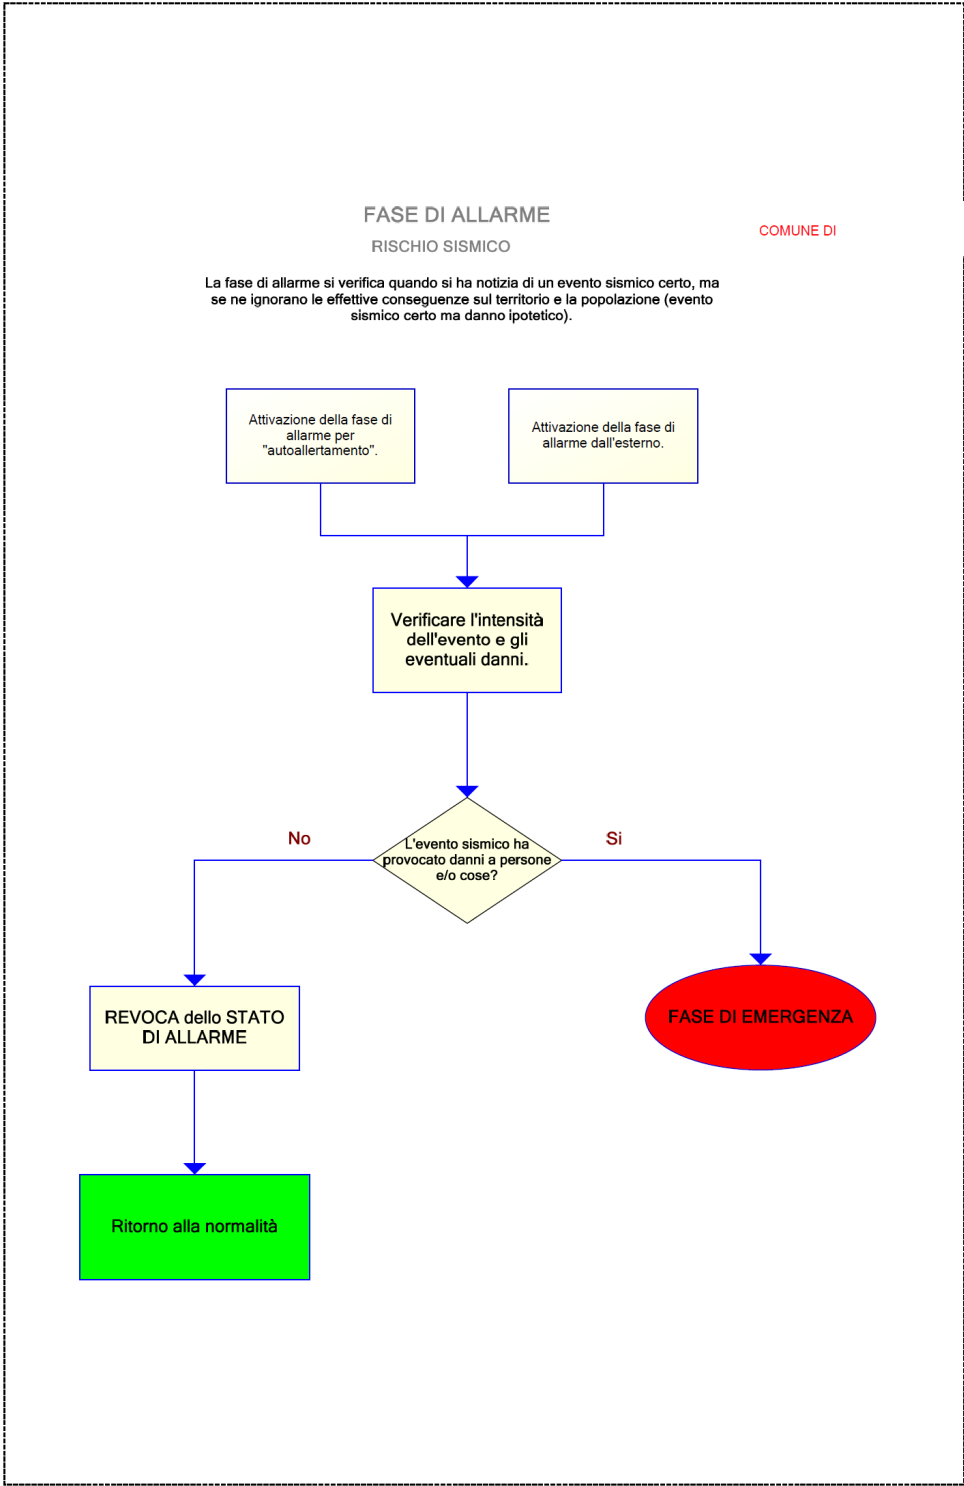 FASE DI ALLARME
COMUNE DI
RISCHIO SISMICO
La fase di allarme si verifica quando si ha notizia di un evento sismico certo, ma
se ne ignorano le effettive conseguenze sul territorio e la popolazione (evento
sismico certo ma danno ipotetico).
Attivazione della fase di
allarme per
"autoallertamento".
Attivazione della fase di
allarme dall'esterno.
Verificare l'intensità
dell'evento e gli
eventuali danni.
No
L'evento sismico ha
provocato danni a persone
e/o cose?
Si
REVOCA dello STATO
DI ALLARME
FASE DI EMERGENZA
Ritorno alla normalità